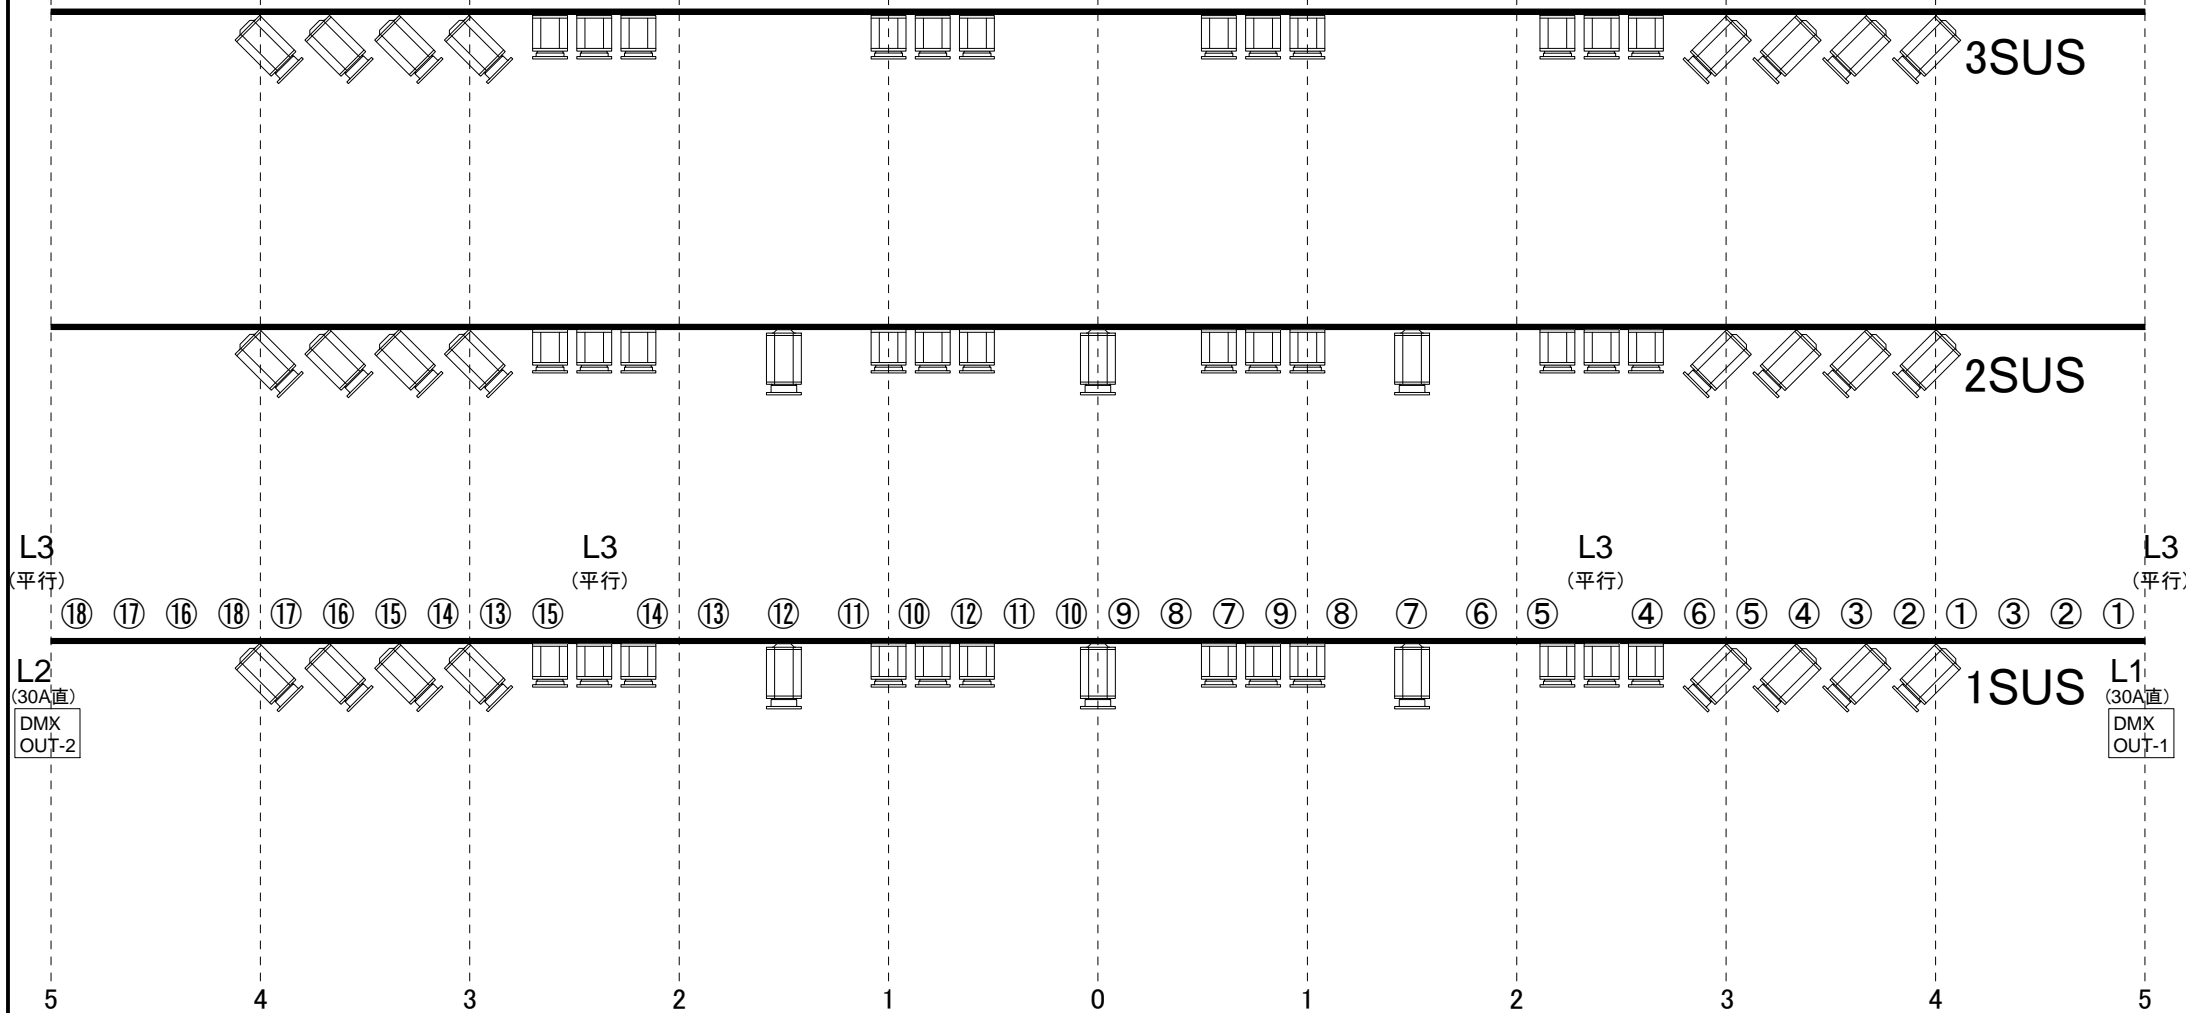 3SUS
2SUS
L3 L3 L3 L3
(平行) (平行) (平行) (平行)
⑱ ⑰ ⑯ ⑱ ⑰ ⑯ ⑮ ⑭ ⑬ ⑮ ⑭ ⑬ ⑫ ⑪ ⑩ ⑫ ⑪ ⑩ ⑨ ⑧ ⑦ ⑨ ⑧ ⑦ ⑥ ⑤ ④ ⑥ ⑤ ④ ③ ② ① ③ ② ①
L2 1SUS L1
(30A直) (30A直)
DMX DMX
OUT-2 OUT-1
5 4 3 2 1 0 1 2 3 4 5